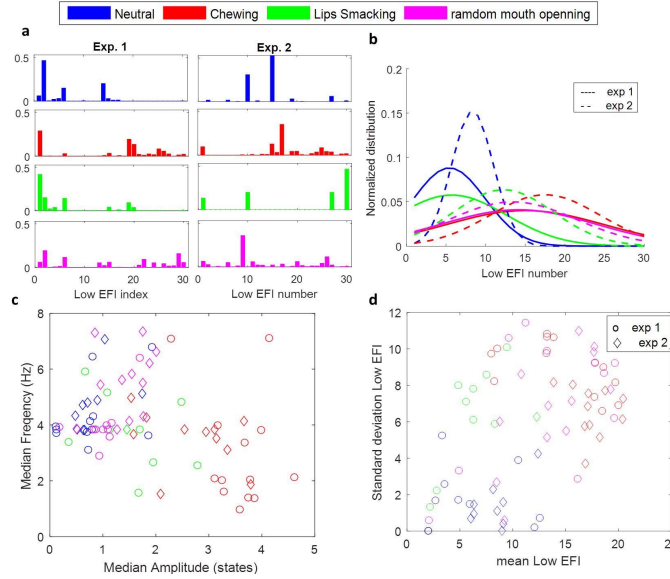 Neutral Chewing Lips Smacking ramdom mouth openning
a
Exp. 1 Exp. 2
0.5
0
0.5
0
0.5
0
0.5
0
0 10 20 30 0 10 20 30
Low EFI index Low EFI number
b
Normalized distribution
0.2
0.15
0.1
0.05
0
0 10 20 30
Low EFI number
exp 1
exp 2
c
Median Freqency (Hz)
8
6
4
2
0
0 1 2 3 4 5
Median Amplitude (states)
d
Standard deviation Low EFI
12
10
8
6
4
2
0
0 5 10 15 20 25
mean Low EFI
exp 1
exp 2